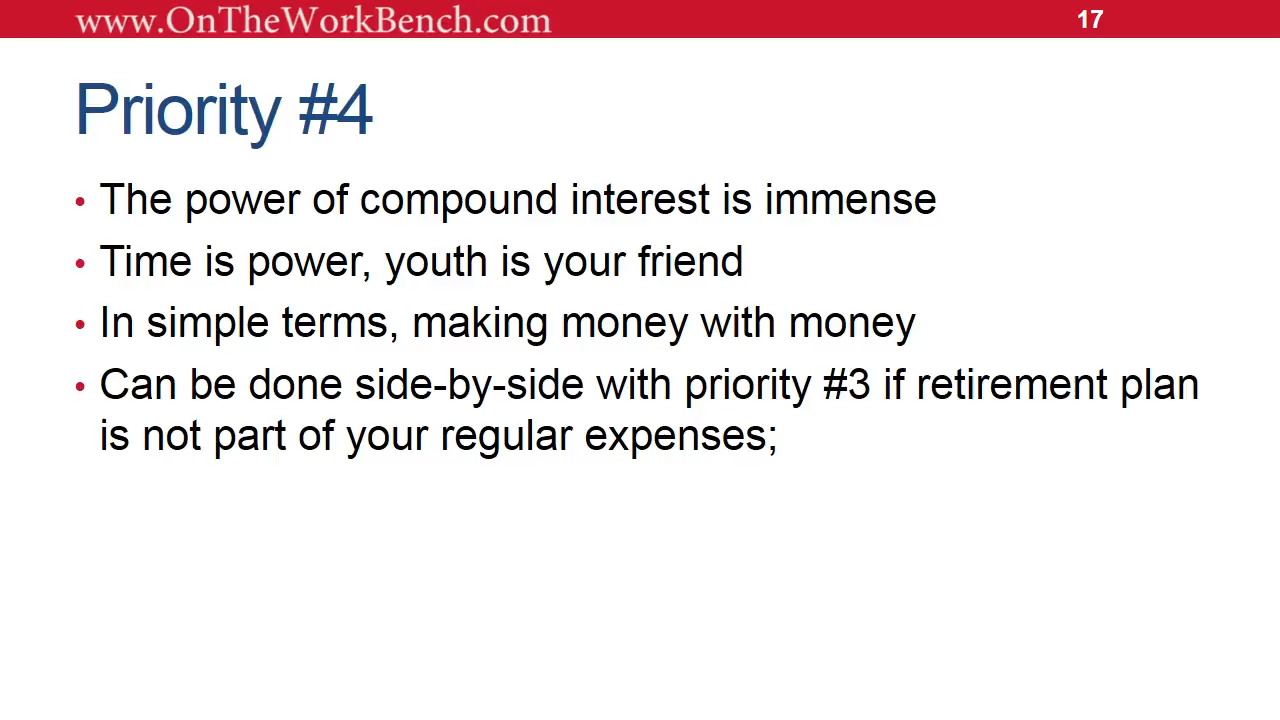 www.OnTheWorkBench.com 17
Priority #4
• The power of compound interest is immense
• Time is power, youth is your friend
• In simple terms, making money with money
• Can be done side-by-side with priority #3 if retirement plan
is not part of your regular expenses;